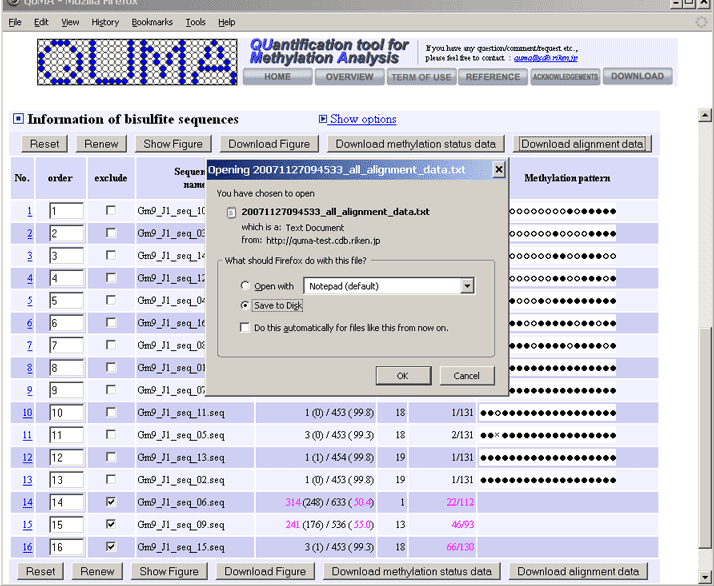 QUMA - Mozilla Firefox
File Edit View History Bookmarks Tools Help
QUMA QUantification tool for Methylation Analysis
If you have any question/comment/request etc.,
please feel free to contact : quma@cdb.riken.jp
HOME OVERVIEW TERM OF USE REFERENCE ACKNOWLEDGEMENTS DOWNLOAD
Information of bisulfite sequences Show options
Reset Renew Show Figure Download Figure Download methylation status data Download alignment data
No. order exclude Methylation pattern
Opening 20071127094533_all_alignment_data.txt
You have chosen to open
20071127094533_all_alignment_data.txt
which is a: Text Document
from: http://quma-test.cdb.riken.jp
What should Firefox do with this file?
Open with Notepad (default)
Save to Disk
Do this automatically for files like this from now on.
OK Cancel
1 1 Gm9_J1_seq_10
2 2 Gm9_J1_seq_03
3 3 Gm9_J1_seq_14
4 4 Gm9_J1_seq_12
5 5 Gm9_J1_seq_04
6 6 Gm9_J1_seq_16
7 7 Gm9_J1_seq_08
8 8 Gm9_J1_seq_01
9 9 Gm9_J1_seq_07
10 10 Gm9_J1_seq_11.seq 1 (0) / 453 ( 99.8) 18 1/131
11 11 Gm9_J1_seq_05.seq 3 (0) / 453 ( 99.3) 18 2/131
12 12 Gm9_J1_seq_13.seq 1 (1) / 454 ( 99.8) 19 1/131
13 13 Gm9_J1_seq_02.seq 1 (0) / 453 ( 99.8) 19 1/131
14 14 Gm9_J1_seq_06.seq 314 (248) / 633 ( 50.4) 1 22/112
15 15 Gm9_J1_seq_09.seq 241 (176) / 536 ( 55.0) 13 46/93
16 16 Gm9_J1_seq_15.seq 3 (1) / 453 ( 99.3) 18 66/130
Reset Renew Show Figure Download Figure Download methylation status data Download alignment data